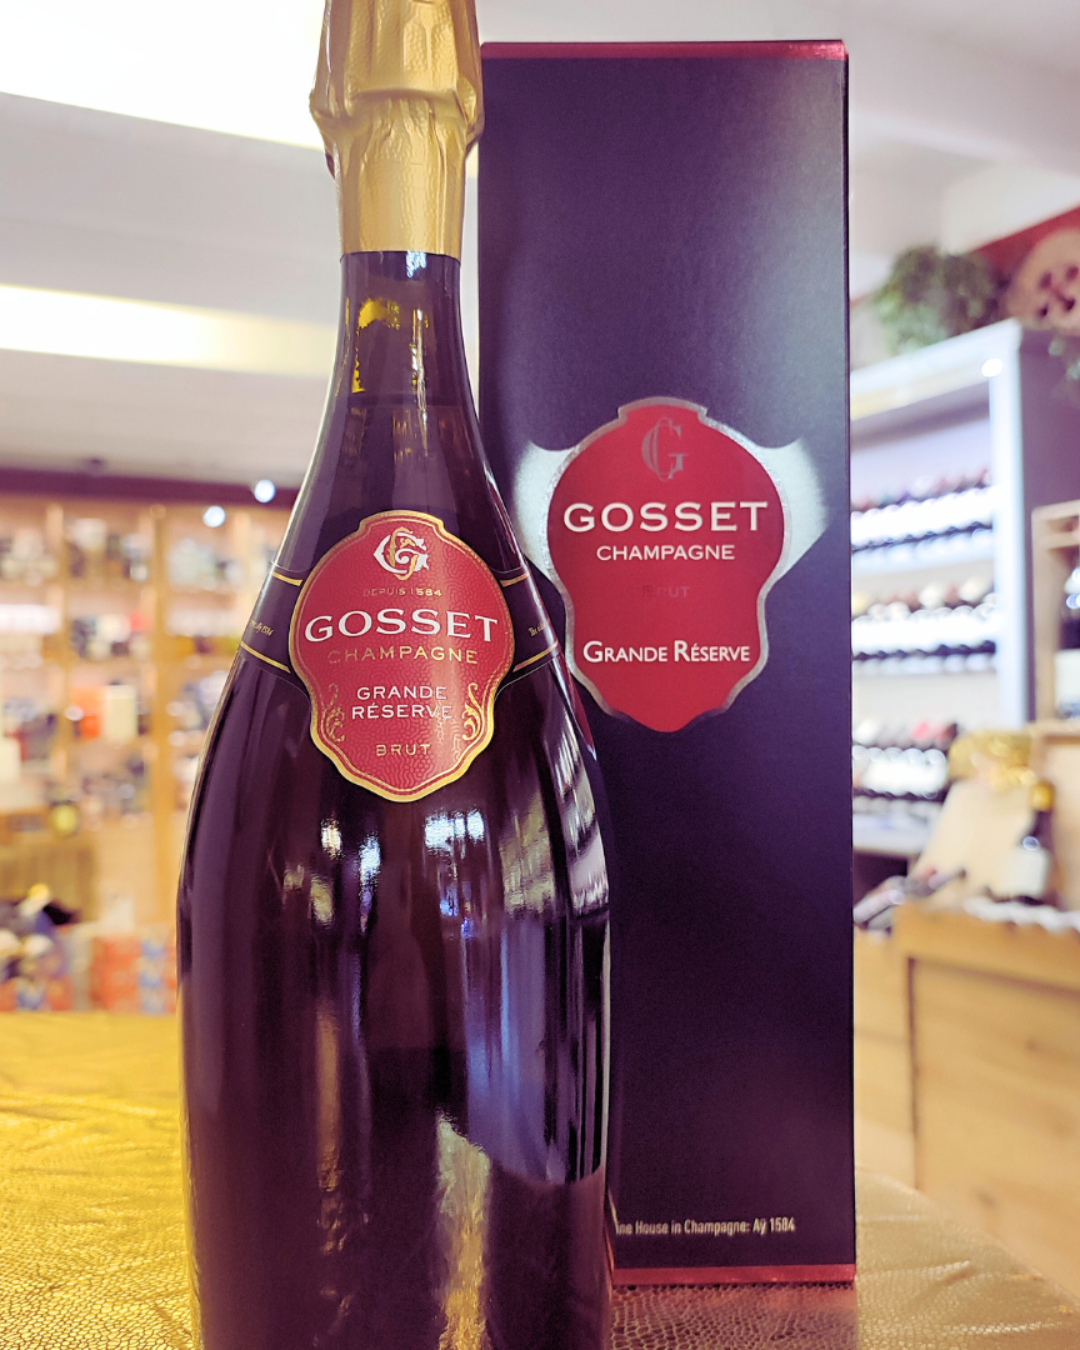 G
DEPUIS 1584
GOSSET
CHAMPAGNE
GRANDE
RÉSERVE
BRUT
G
GOSSET
CHAMPAGNE
BRUT
GRANDE RÉSERVE
House in Champagne: Aÿ 1584